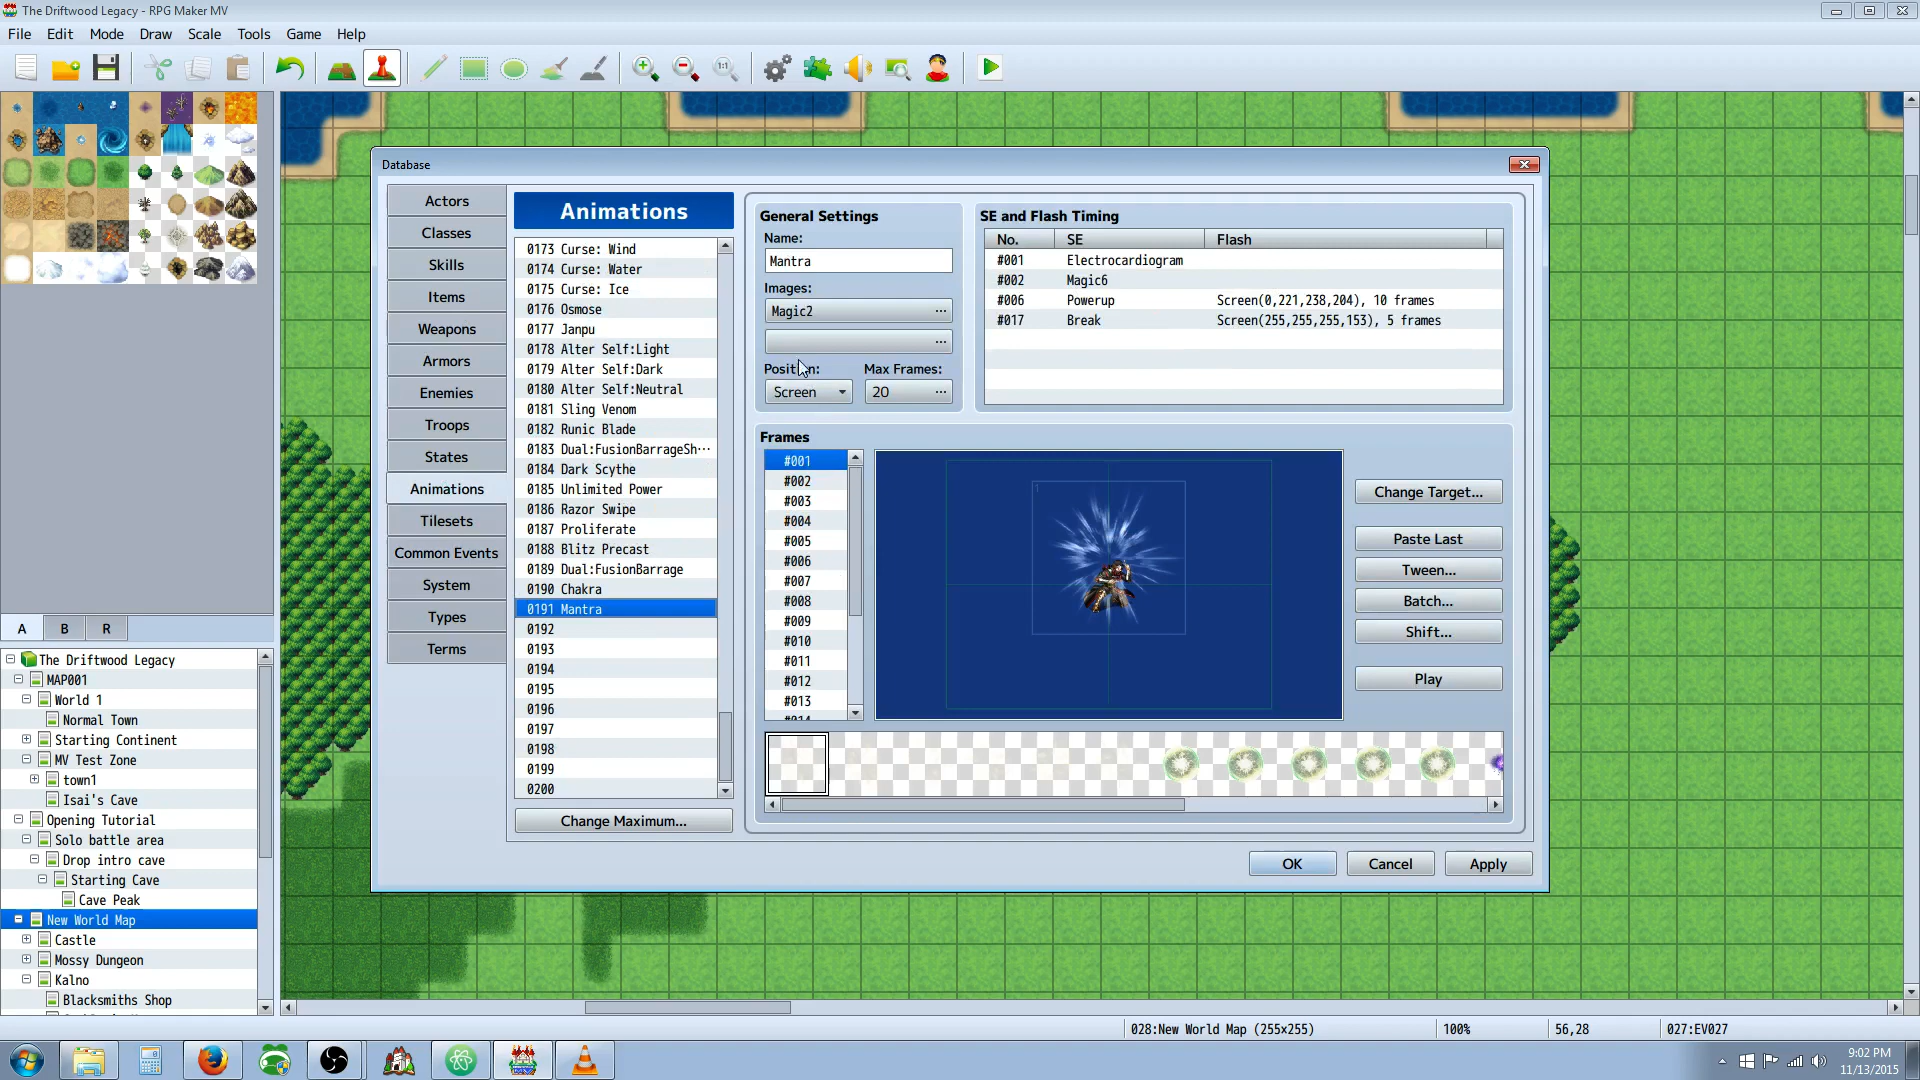 The Driftwood Legacy - RPG Maker MV
File Edit Mode Draw Scale Tools Game Help
1:1
Database
Actors
Classes
Skills
Items
Weapons
Armors
Enemies
Troops
States
Animations
Tilesets
Common Events
System
Types
Terms
Animations
0173 Curse: Wind
0174 Curse: Water
0175 Curse: Ice
0176 Osmose
0177 Janpu
0178 Alter Self:Light
0179 Alter Self:Dark
0180 Alter Self:Neutral
0181 Sling Venom
0182 Runic Blade
0183 Dual:FusionBarrageSh···
0184 Dark Scythe
0185 Unlimited Power
0186 Razor Swipe
0187 Proliferate
0188 Blitz Precast
0189 Dual:FusionBarrage
0190 Chakra
0191 Mantra
0192
0193
0194
0195
0196
0197
0198
0199
0200
Change Maximum...
General Settings
Name:
Mantra
Images:
Magic2 ...
...
Position: Max Frames:
Screen 20 ...
SE and Flash Timing
No. SE Flash
#001 Electrocardiogram
#002 Magic6
#006 Powerup Screen(0,221,238,204), 10 frames
#017 Break Screen(255,255,255,153), 5 frames
Frames
#001
#002
#003
#004
#005
#006
#007
#008
#009
#010
#011
#012
#013
#014
1
Change Target...
Paste Last
Tween...
Batch...
Shift...
Play
OK Cancel Apply
A B R
The Driftwood Legacy
MAP001
World 1
Normal Town
Starting Continent
MV Test Zone
town1
Isai's Cave
Opening Tutorial
Solo battle area
Drop intro cave
Starting Cave
Cave Peak
New World Map
Castle
Mossy Dungeon
Kalno
Blacksmiths Shop
028:New World Map (255x255) 100% 56,28 027:EV027
9:02 PM
11/13/2015